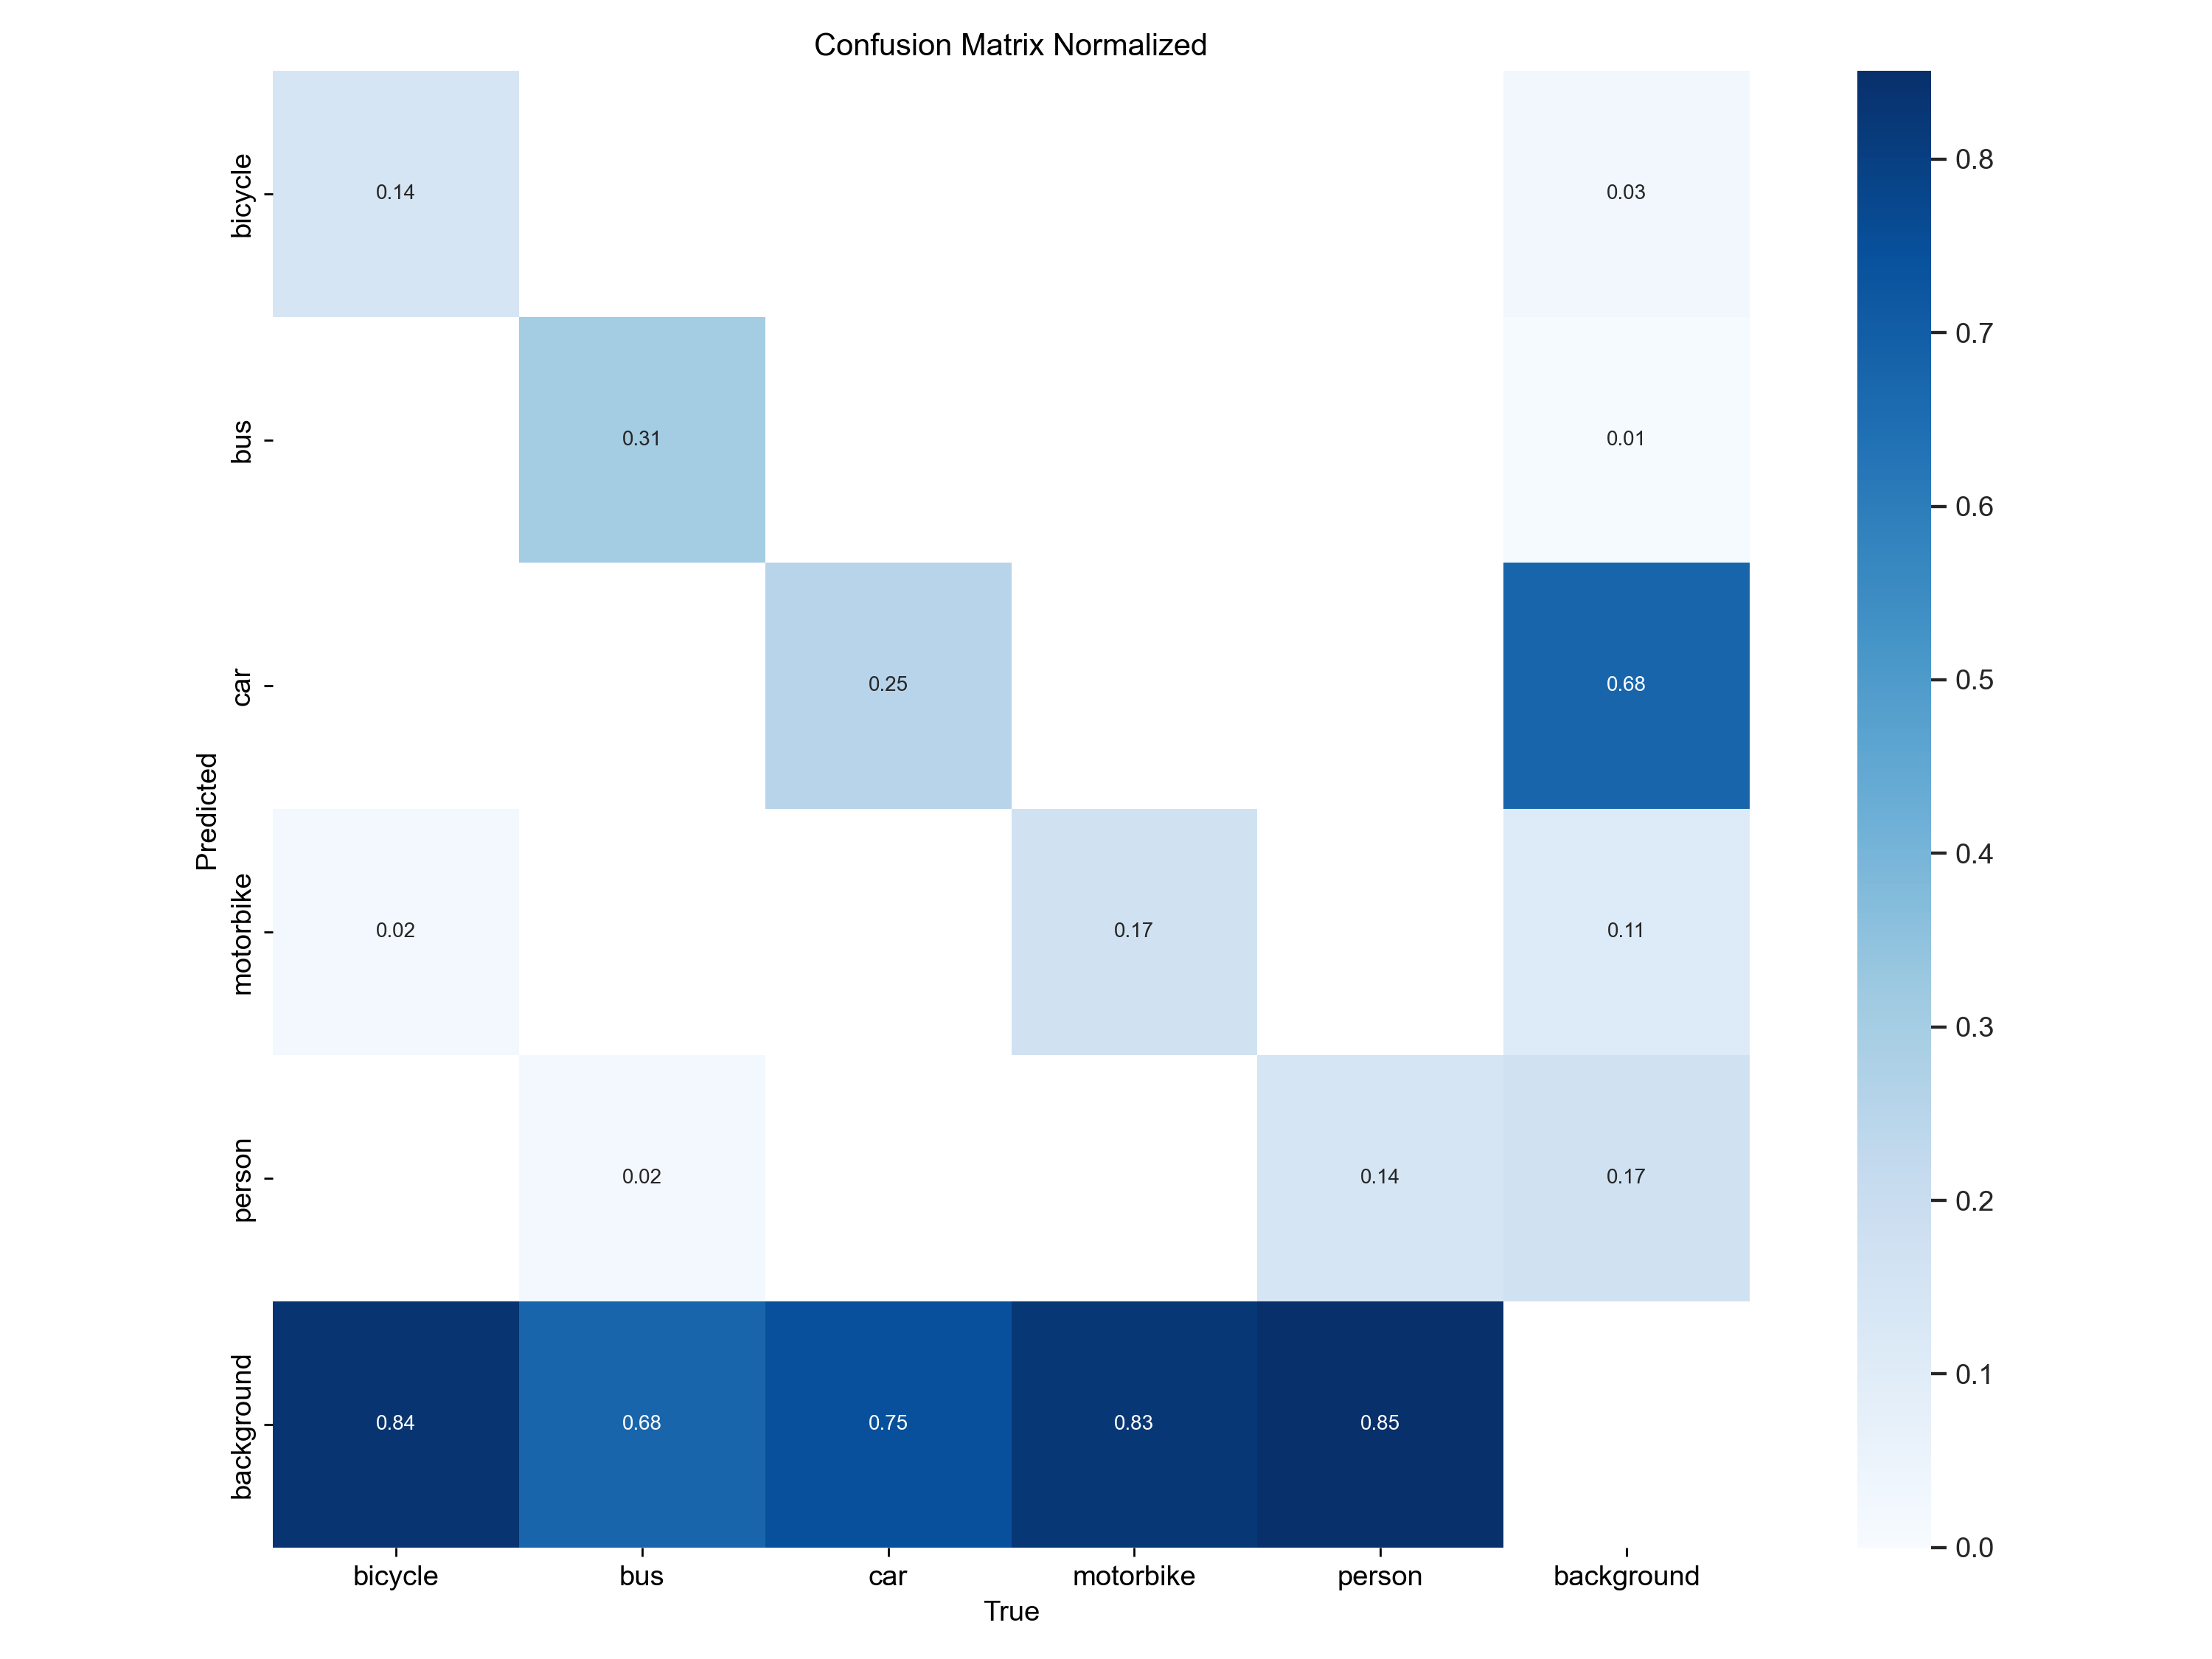 Confusion Matrix Normalized
bicycle
0.14
0.03
0.8
bus
0.31
0.01
0.7
0.6
car
0.25
0.68
0.5
Predicted
0.4
motorbike
0.02
0.17
0.11
0.3
person
0.02
0.14
0.17
0.2
0.1
background
0.84
0.68
0.75
0.83
0.85
0.0
bicycle
bus
car
motorbike
person
background
True